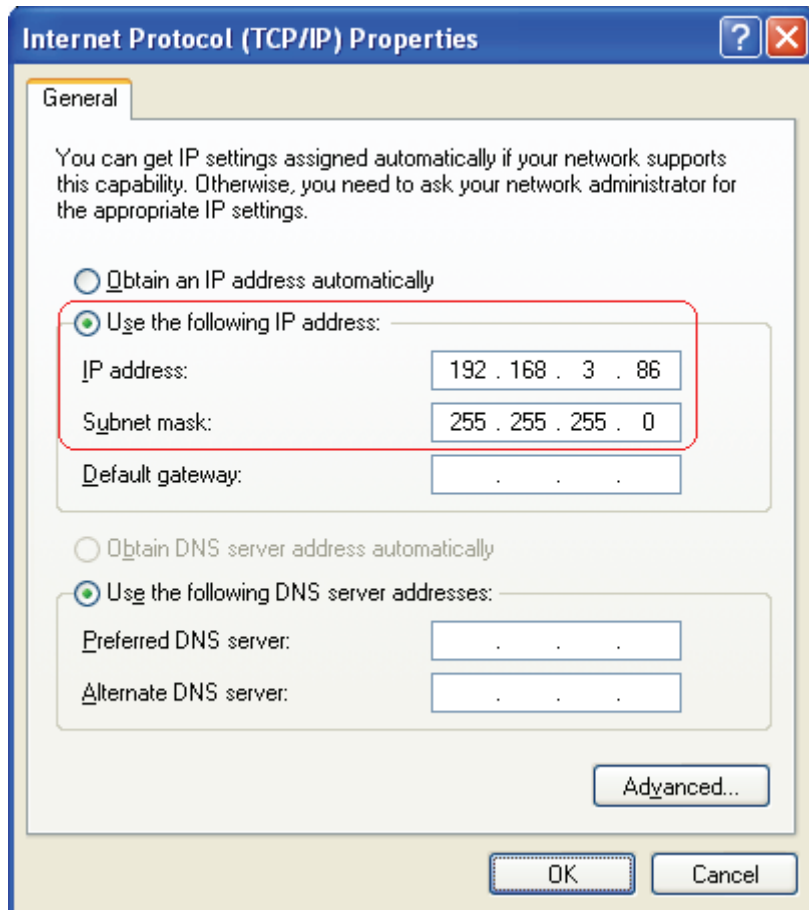 Internet Protocol (TCP/IP) Properties
General
You can get IP settings assigned automatically if your network supports
this capability. Otherwise, you need to ask your network administrator for
the appropriate IP settings.
Obtain an IP address automatically
Use the following IP address:
IP address: 192 . 168 . 3 . 86
Subnet mask: 255 . 255 . 255 . 0
Default gateway: . . .
Obtain DNS server address automatically
Use the following DNS server addresses:
Preferred DNS server: . . .
Alternate DNS server: . . .
Advanced...
OK Cancel